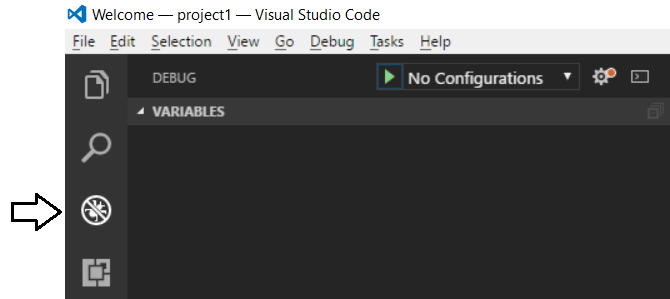 Welcome — project1 — Visual Studio Code
File Edit Selection View Go Debug Tasks Help
DEBUG No Configurations
VARIABLES